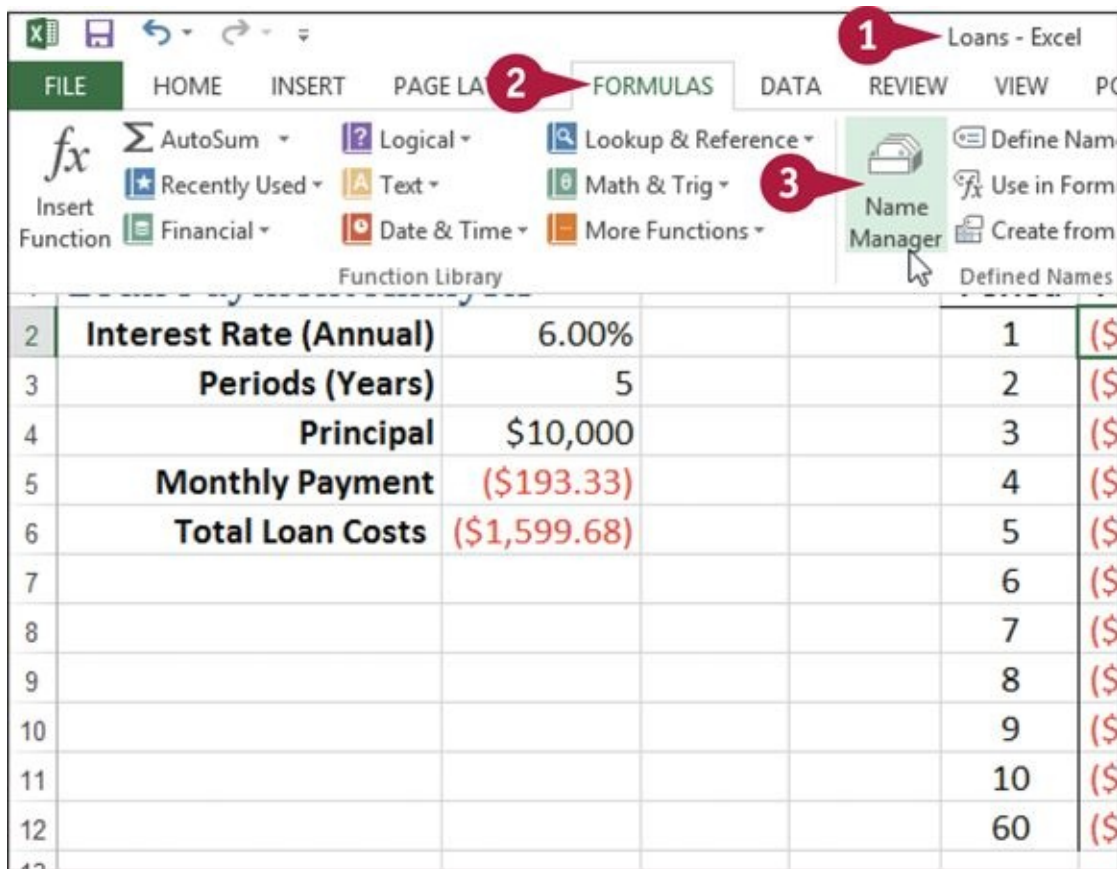 1
Loans - Excel
FILE HOME INSERT PAGE LA 2 FORMULAS DATA REVIEW VIEW PO
fx Insert Function
AutoSum
Recently Used
Financial
Logical
Text
Date & Time
Lookup & Reference
Math & Trig
More Functions
Function Library
3
Name Manager
Define Name
Use in Form
Create from
Defined Names
2 Interest Rate (Annual) 6.00% 1 ($
3 Periods (Years) 5 2 ($
4 Principal $10,000 3 ($
5 Monthly Payment ($193.33) 4 ($
6 Total Loan Costs ($1,599.68) 5 ($
7 6 ($
8 7 ($
9 8 ($
10 9 ($
11 10 ($
12 60 ($